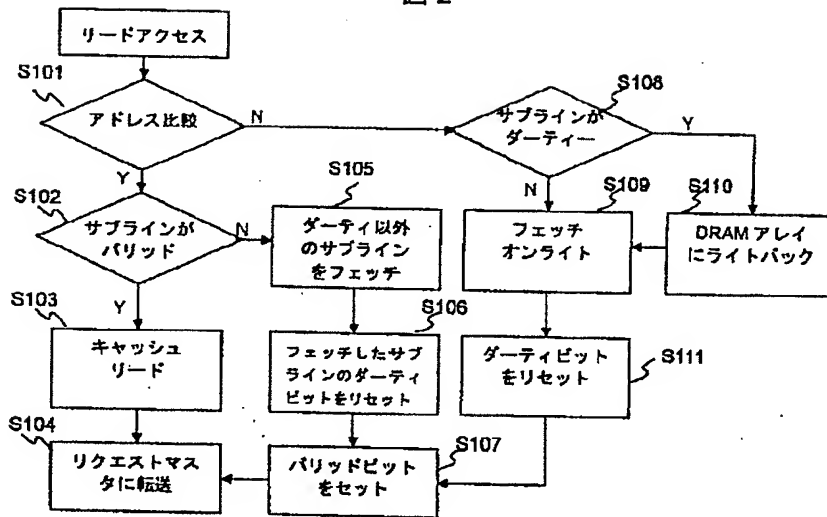 図 2
リードアクセス
S101
アドレス比較
N
S108
サブラインが
ダーティー
Y
Y
N
S102
サブラインが
バリッド
N
S105
ダーティ以外
のサブライン
をフェッチ
S109
フェッチ
オンライト
S110
DRAM アレイ
にライトバック
Y
S103
キャッシュ
リード
S106
フェッチしたサブ
ラインのダーティ
ビットをリセット
ダーティビット
をリセット
S111
S104
リクエストマス
タに転送
S107
バリッドビット
をセット